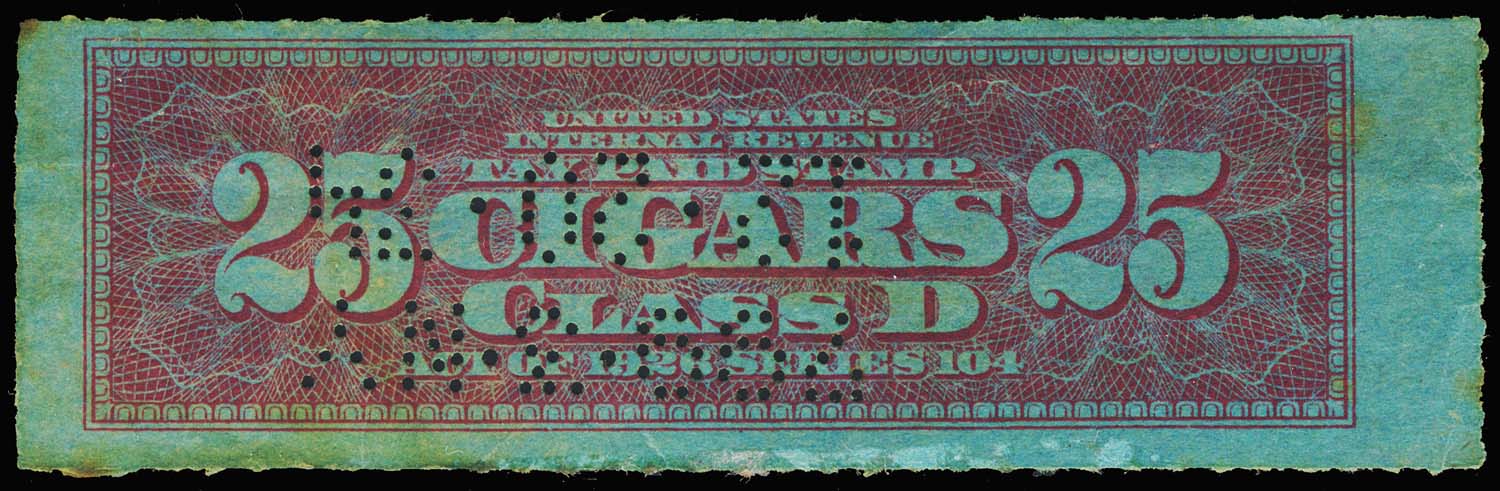 UNITED STATES
INTERNAL REVENUE
TAX PAID STAMP
25 CIGARS 25
CLASS D
ACT OF 1926 SERIES 104